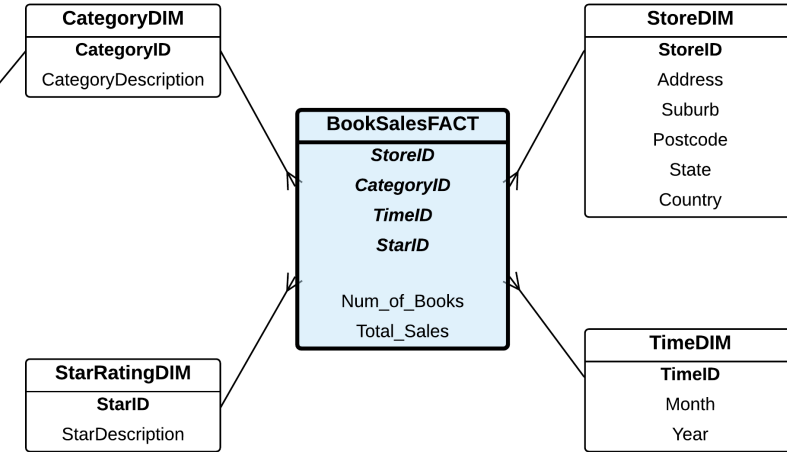 CategoryDIM
CategoryID
CategoryDescription
StoreDIM
StoreID
Address
Suburb
Postcode
State
Country
BookSalesFACT
StoreID
CategoryID
TimeID
StarID
Num_of_Books
Total_Sales
StarRatingDIM
StarID
StarDescription
TimeDIM
TimeID
Month
Year